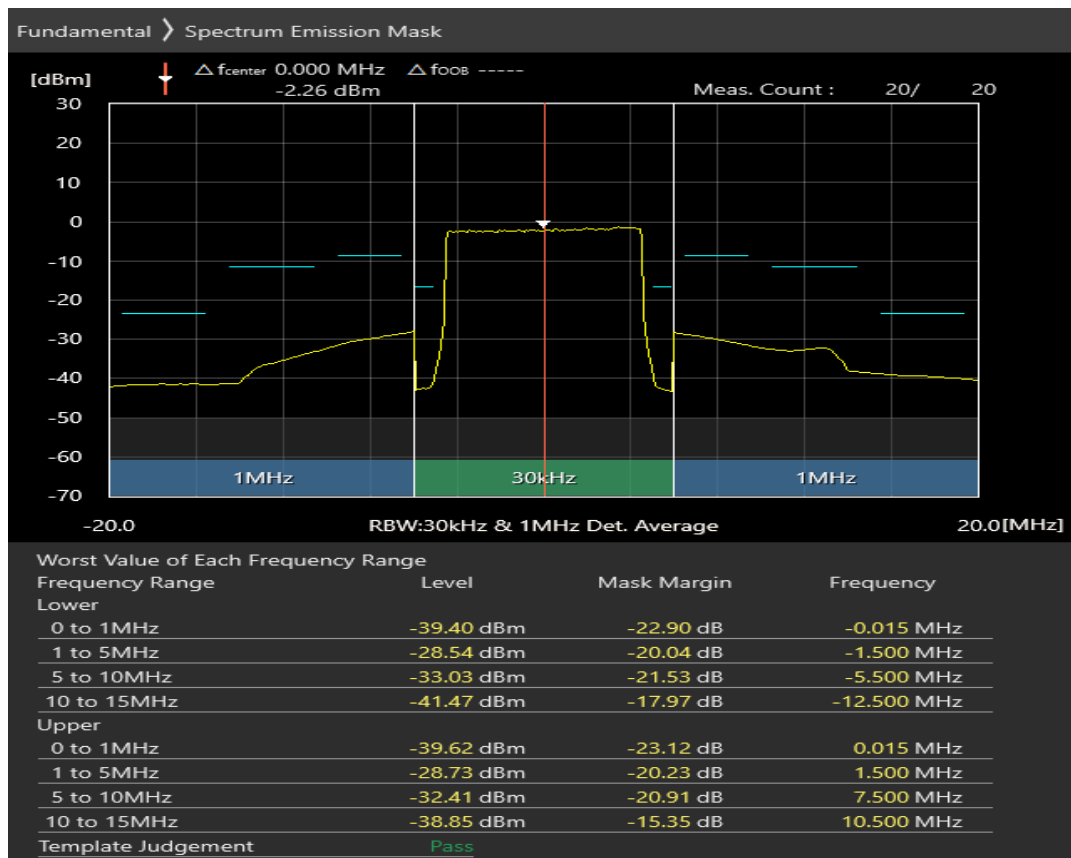 Fundamental ❯ Spectrum Emission Mask
[dBm] △ fcenter 0.000 MHz △ fOOB -----
-2.26 dBm Meas. Count : 20/ 20
30
20
10
0
-10
-20
-30
-40
-50
-60
-70
1MHz 30kHz 1MHz
-20.0 RBW:30kHz & 1MHz Det. Average 20.0[MHz]
Worst Value of Each Frequency Range
Frequency Range Level Mask Margin Frequency
Lower
0 to 1MHz -39.40 dBm -22.90 dB -0.015 MHz
1 to 5MHz -28.54 dBm -20.04 dB -1.500 MHz
5 to 10MHz -33.03 dBm -21.53 dB -5.500 MHz
10 to 15MHz -41.47 dBm -17.97 dB -12.500 MHz
Upper
0 to 1MHz -39.62 dBm -23.12 dB 0.015 MHz
1 to 5MHz -28.73 dBm -20.23 dB 1.500 MHz
5 to 10MHz -32.41 dBm -20.91 dB 7.500 MHz
10 to 15MHz -38.85 dBm -15.35 dB 10.500 MHz
Template Judgement Pass